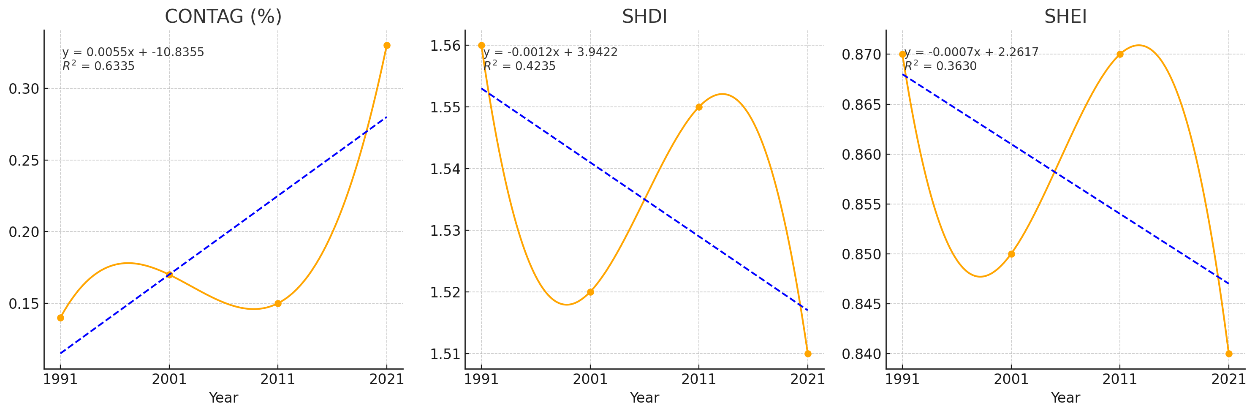 CONTAG (%)
y = 0.0055x + -10.8355
R² = 0.6335
0.30
0.25
0.20
0.15
1991 2001 2011 2021
Year
SHDI
y = -0.0012x + 3.9422
R² = 0.4235
1.56
1.55
1.54
1.53
1.52
1.51
1991 2001 2011 2021
Year
SHEI
y = -0.0007x + 2.2617
R² = 0.3630
0.870
0.865
0.860
0.855
0.850
0.845
0.840
1991 2001 2011 2021
Year